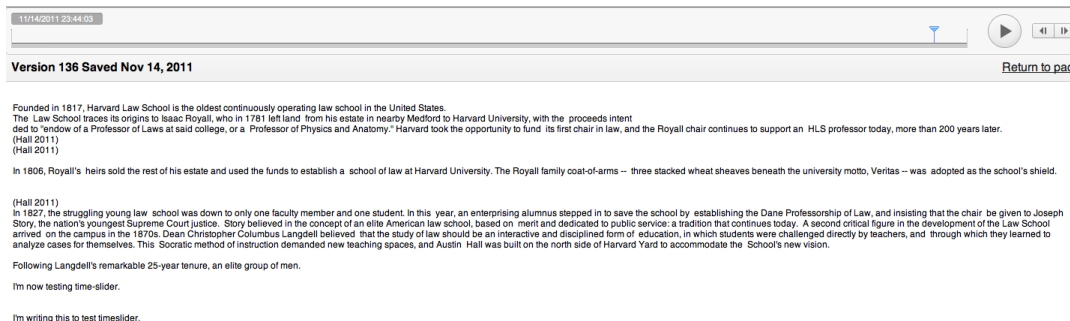 11/14/2011 23:44:03
Version 136 Saved Nov 14, 2011
Return to pad
Founded in 1817, Harvard Law School is the oldest continuously operating law school in the United States.
The Law School traces its origins to Isaac Royall, who in 1781 left land from his estate in nearby Medford to Harvard University, with the proceeds intent
ded to "endow of a Professor of Laws at said college, or a Professor of Physics and Anatomy." Harvard took the opportunity to fund its first chair in law, and the Royall chair continues to support an HLS professor today, more than 200 years later.
(Hall 2011)
(Hall 2011)
In 1806, Royall's heirs sold the rest of his estate and used the funds to establish a school of law at Harvard University. The Royall family coat-of-arms -- three stacked wheat sheaves beneath the university motto, Veritas -- was adopted as the school's shield.
(Hall 2011)
In 1827, the struggling young law school was down to only one faculty member and one student. In this year, an enterprising alumnus stepped in to save the school by establishing the Dane Professorship of Law, and insisting that the chair be given to Joseph
Story, the nation's youngest Supreme Court justice. Story believed in the concept of an elite American law school, based on merit and dedicated to public service: a tradition that continues today. A second critical figure in the development of the Law School
arrived on the campus in the 1870s. Dean Christopher Columbus Langdell believed that the study of law should be an interactive and disciplined form of education, in which students were challenged directly by teachers, and through which they learned to
analyze cases for themselves. This Socratic method of instruction demanded new teaching spaces, and Austin Hall was built on the north side of Harvard Yard to accommodate the School's new vision.
Following Langdell's remarkable 25-year tenure, an elite group of men.
I'm now testing time-slider.
I'm writing this to test timeslider.